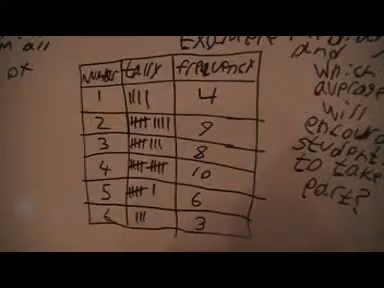 m all
of
Number tally frequency
1 |||| 4
2 |||| |||| 9
3 |||| ||| 8
4 |||| |||| 10
5 |||| | 6
6 ||| 3
and
which
average
will
encourage
students
to take
part?